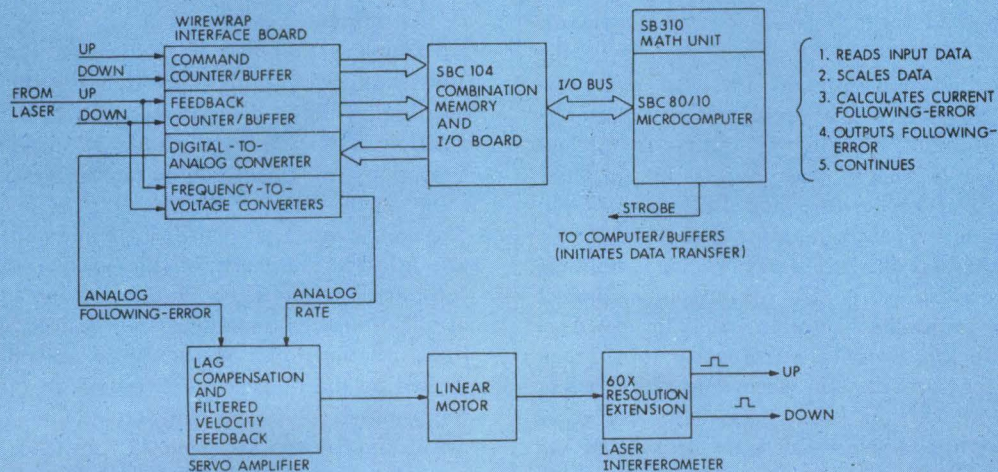 WIREWRAP
INTERFACE BOARD
UP
DOWN
COMMAND
COUNTER/BUFFER
FROM
LASER
UP
DOWN
FEEDBACK
COUNTER/BUFFER
DIGITAL-TO-
ANALOG CONVERTER
FREQUENCY-TO-
VOLTAGE CONVERTERS
SBC 104
COMBINATION
MEMORY
AND
I/O BOARD
I/O BUS
SB310
MATH UNIT
SBC 80/10
MICROCOMPUTER
1. READS INPUT DATA
2. SCALES DATA
3. CALCULATES CURRENT
FOLLOWING-ERROR
4. OUTPUTS FOLLOWING-
ERROR
5. CONTINUES
STROBE
TO COMPUTER/BUFFERS
(INITIATES DATA TRANSFER)
ANALOG
FOLLOWING-ERROR
ANALOG
RATE
LAG
COMPENSATION
AND
FILTERED
VELOCITY
FEEDBACK
SERVO AMPLIFIER
LINEAR
MOTOR
60X
RESOLUTION
EXTENSION
LASER
INTERFEROMETER
UP
DOWN